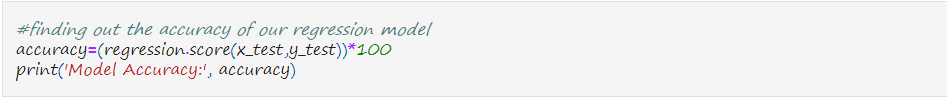 #finding out the accuracy of our regression model
accuracy=(regression.score(x_test,y_test))*100
print('Model Accuracy:', accuracy)